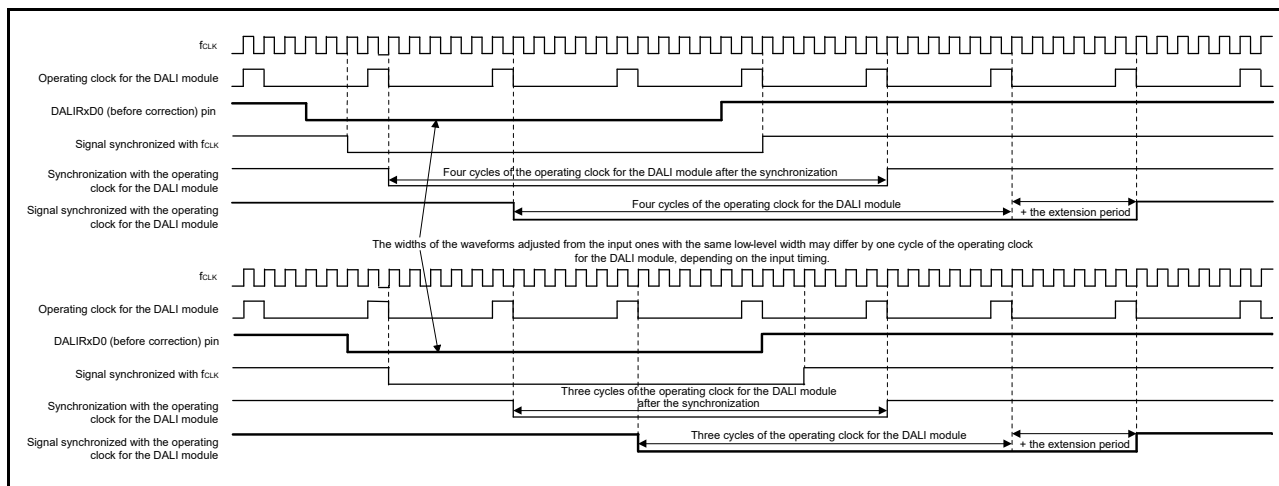 fCLK
Operating clock for the DALI module
DALIRxD0 (before correction) pin
Signal synchronized with fCLK
Synchronization with the operating
clock for the DALI module
Four cycles of the operating clock for the DALI module after the synchronization
Signal synchronized with the operating
clock for the DALI module
Four cycles of the operating clock for the DALI module
+ the extension period
The widths of the waveforms adjusted from the input ones with the same low-level width may differ by one cycle of the operating clock
for the DALI module, depending on the input timing.
fCLK
Operating clock for the DALI module
DALIRxD0 (before correction) pin
Signal synchronized with fCLK
Synchronization with the operating
clock for the DALI module
Three cycles of the operating clock for the DALI module
after the synchronization
Signal synchronized with the operating
clock for the DALI module
Three cycles of the operating clock for the DALI module
+ the extension period